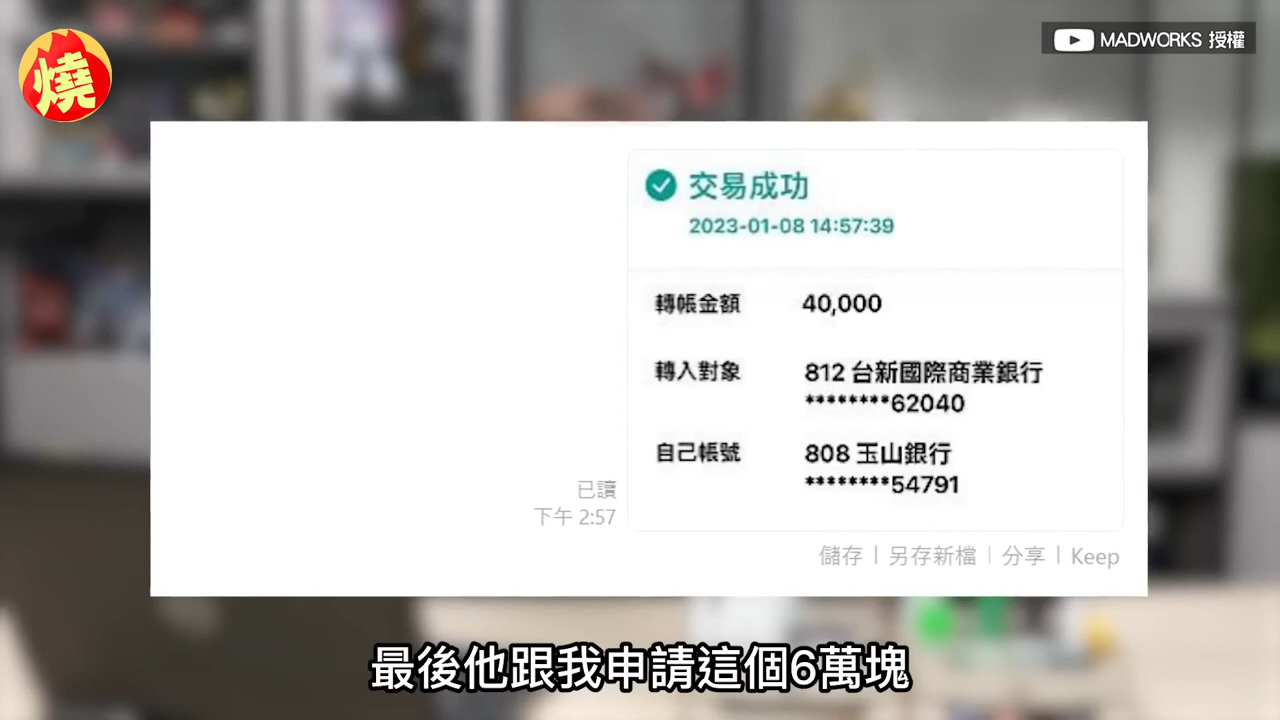 燒
MADWORKS 授權
交易成功
2023-01-08 14:57:39
轉帳金額 40,000
轉入對象 812 台新國際商業銀行
********62040
自己帳號 808 玉山銀行
********54791
已讀
下午 2:57
儲存 | 另存新檔 | 分享 | Keep
最後他跟我申請這個6萬塊